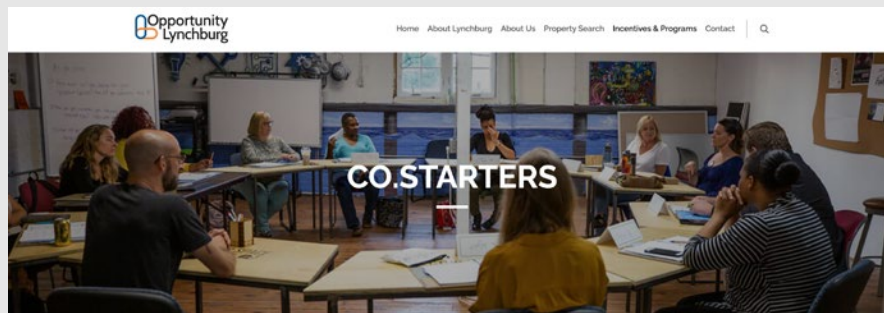 Opportunity
Lynchburg
Home About Lynchburg About Us Property Search Incentives & Programs Contact
CO.STARTERS